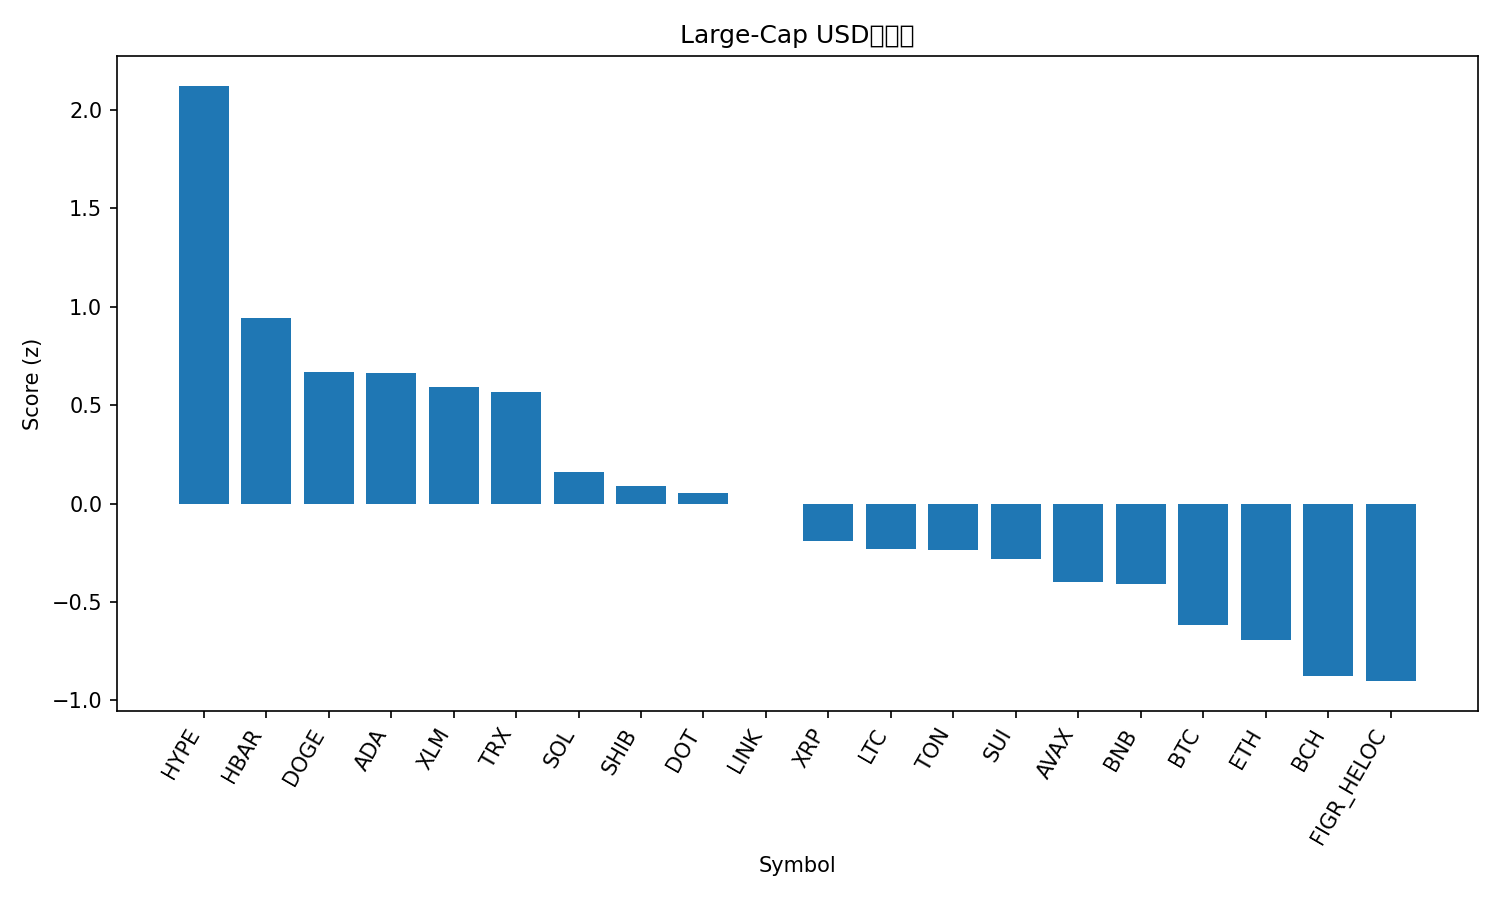 Large-Cap USD
Score (z)
2.0
1.5
1.0
0.5
0.0
−0.5
−1.0
HYPE
HBAR
DOGE
ADA
XLM
TRX
SOL
SHIB
DOT
LINK
XRP
LTC
TON
SUI
AVAX
BNB
BTC
ETH
BCH
FIGR_HELOC
Symbol